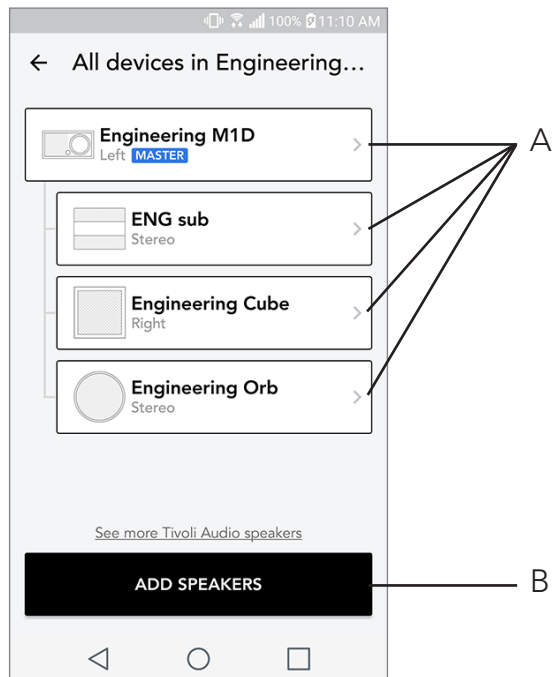 100% 11:10 AM
All devices in Engineering...
Engineering M1D
Left MASTER
A
ENG sub
Stereo
Engineering Cube
Right
Engineering Orb
Stereo
See more Tivoli Audio speakers
ADD SPEAKERS
B